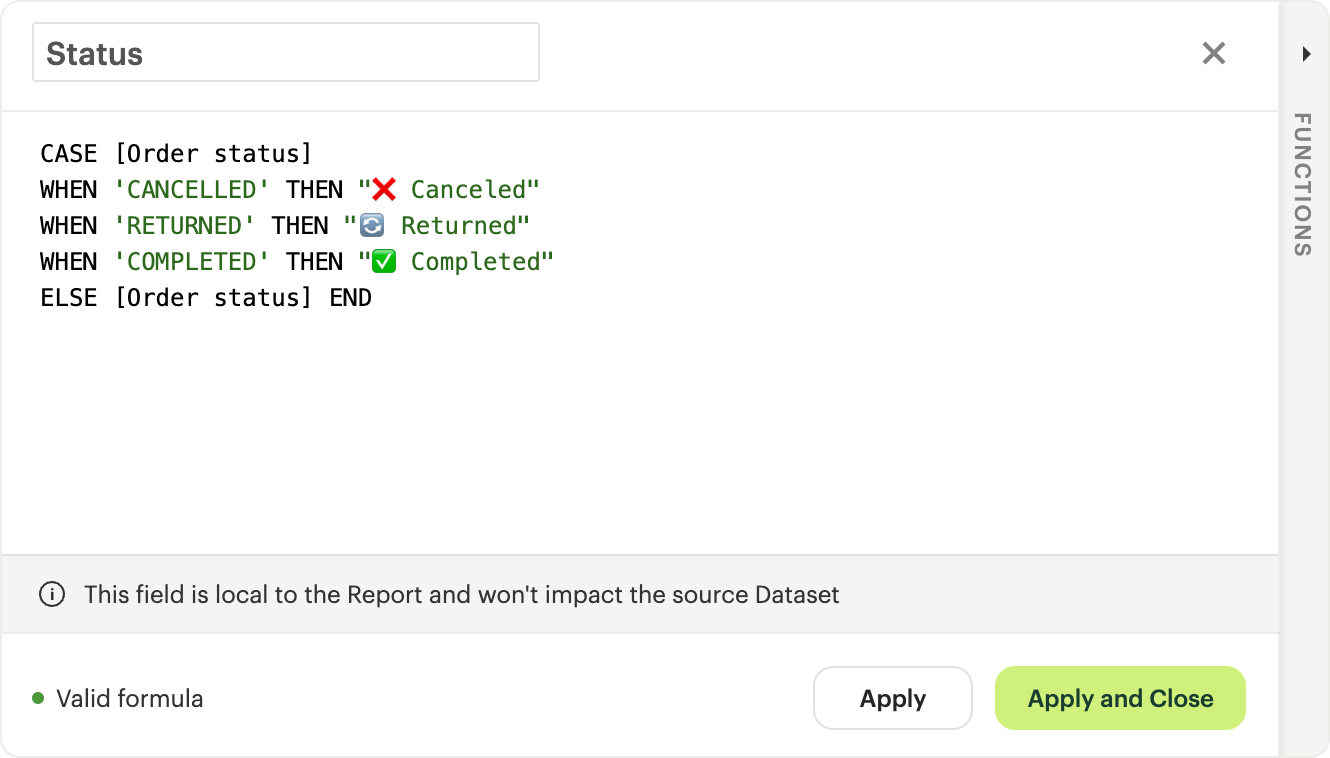 Status
FUNCTIONS
CASE [Order status]
WHEN 'CANCELLED' THEN "❌ Canceled"
WHEN 'RETURNED' THEN "🔄 Returned"
WHEN 'COMPLETED' THEN "✅ Completed"
ELSE [Order status] END
This field is local to the Report and won't impact the source Dataset
Valid formula
Apply
Apply and Close